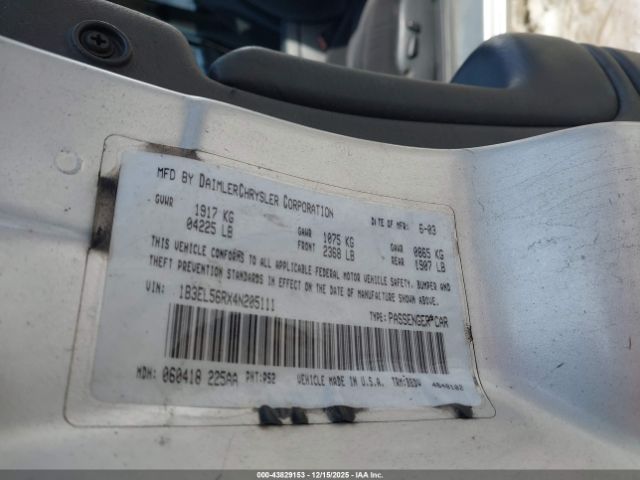 MFD BY DAIMLERCHRYSLER CORPORATION DATE OF MFR: 6-03
GVWR 1917 KG 04225 LB GAWR FRONT 1075 KG 2368 LB GAWR REAR 0865 KG 1907 LB
THIS VEHICLE CONFORMS TO ALL APPLICABLE FEDERAL MOTOR VEHICLE SAFETY, BUMPER AND
THEFT PREVENTION STANDARDS IN EFFECT ON THE DATE OF MANUFACTURE SHOWN ABOVE.
VIN: 1B3EL56RX4N205111 TYPE: PASSENGER CAR
MDH: 060418 225AA PNT: PS2 VEHICLE MADE IN U.S.A. TRM:
000-43829153 - 12/15/2025 - IAA Inc.